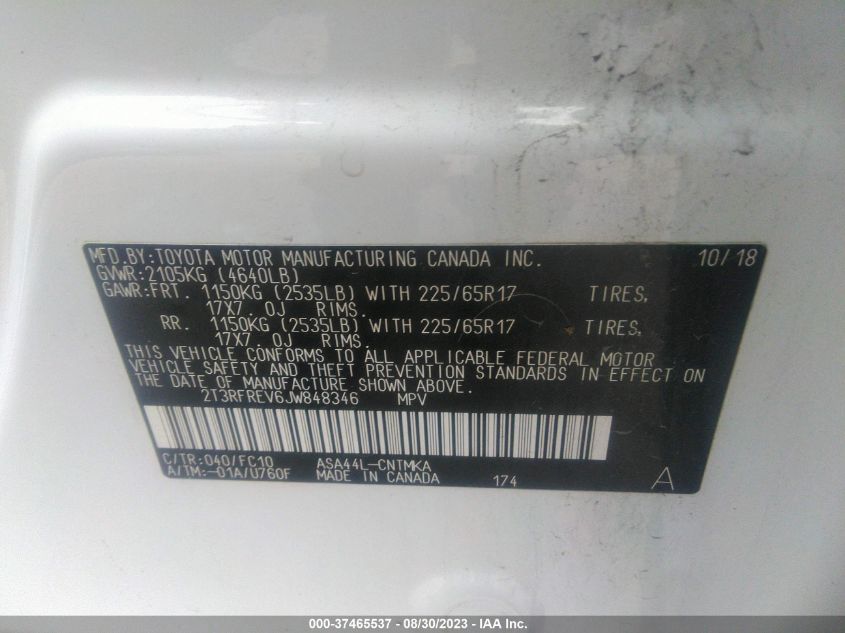 MFD.BY:TOYOTA MOTOR MANUFACTURING CANADA INC. 10/18
GVWR:2105KG (4640LB)
GAWR:FRT. 1150KG (2535LB) WITH 225/65R17 TIRES,
17X7.0J RIMS.
RR. 1150KG (2535LB) WITH 225/65R17 TIRES,
17X7.0J RIMS.
THIS VEHICLE CONFORMS TO ALL APPLICABLE FEDERAL MOTOR
VEHICLE SAFETY AND THEFT PREVENTION STANDARDS IN EFFECT ON
THE DATE OF MANUFACTURE SHOWN ABOVE.
2T3RFREV6JW848346 MPV
C/TR:040/FC10 ASA44L-CNTMKA
A/TM:-01A/U760F MADE IN CANADA 174 A
000-37465537 - 08/30/2023 - IAA Inc.